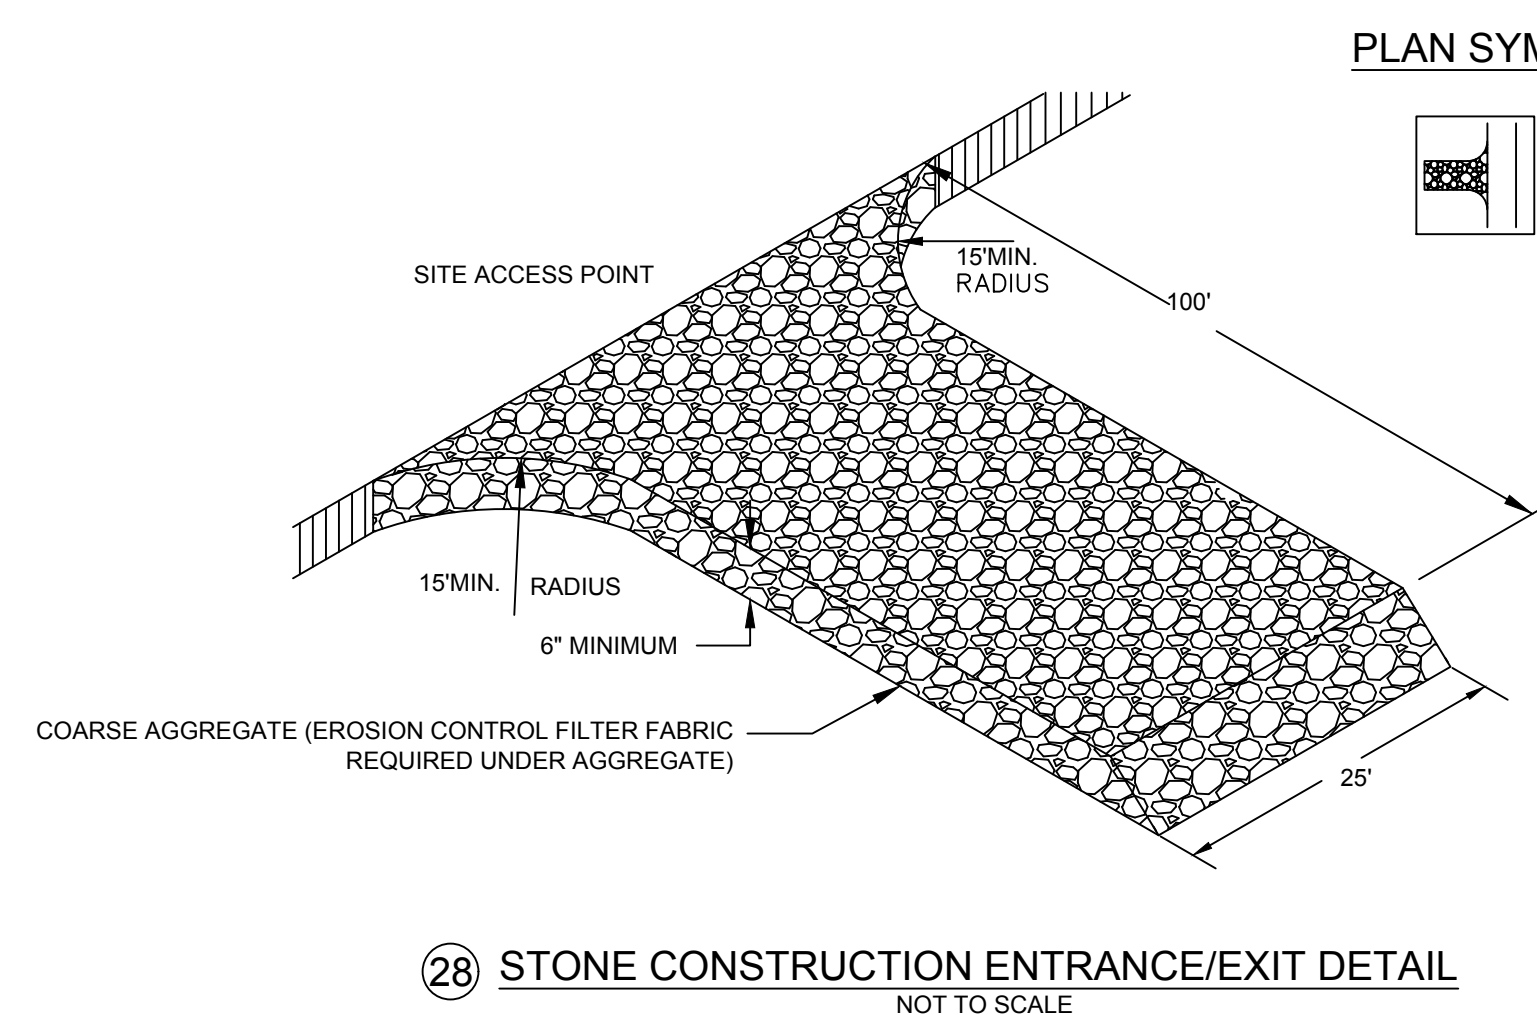 PLAN SYM
SITE ACCESS POINT
15'MIN.
RADIUS
100'
15'MIN. RADIUS
6" MINIMUM
COARSE AGGREGATE (EROSION CONTROL FILTER FABRIC
REQUIRED UNDER AGGREGATE)
25'
28 STONE CONSTRUCTION ENTRANCE/EXIT DETAIL
NOT TO SCALE